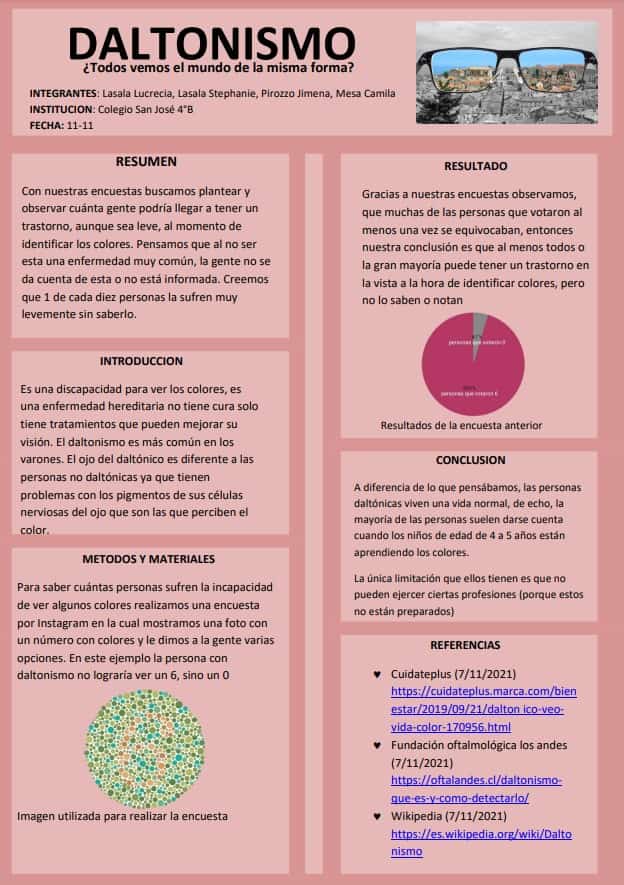 DALTONISMO
¿Todos vemos el mundo de la misma forma?
INTEGRANTES: Lasala Lucrecia, Lasala Stephanie, Pirozzo Jimena, Mesa Camila
INSTITUCION: Colegio San José 4°B
FECHA: 11-11
RESUMEN
Con nuestras encuestas buscamos plantear y
observar cuánta gente podría llegar a tener un
trastorno, aunque sea leve, al momento de
identificar los colores. Pensamos que al no ser
esta una enfermedad muy común, la gente no se
da cuenta de esta o no está informada. Creemos
que 1 de cada diez personas la sufren muy
levemente sin saberlo.
INTRODUCCION
Es una discapacidad para ver los colores, es
una enfermedad hereditaria no tiene cura solo
tiene tratamientos que pueden mejorar su
visión. El daltonismo es más común en los
varones. El ojo del daltónico es diferente a las
personas no daltónicas ya que tienen
problemas con los pigmentos de sus células
nerviosas del ojo que son las que perciben el
color.
METODOS Y MATERIALES
Para saber cuántas personas sufren la incapacidad
de ver algunos colores realizamos una encuesta
por Instagram en la cual mostramos una foto con
un número con colores y le dimos a la gente varias
opciones. En este ejemplo la persona con
daltonismo no lograría ver un 6, sino un 0
Imagen utilizada para realizar la encuesta
RESULTADO
Gracias a nuestras encuestas observamos,
que muchas de las personas que votaron al
menos una vez se equivocaban, entonces
nuestra conclusión es que al menos todos o
la gran mayoría puede tener un trastorno en
la vista a la hora de identificar colores, pero
no lo saben o notan
personas que votaron 0
personas que votaron 6
Resultados de la encuesta anterior
CONCLUSION
A diferencia de lo que pensábamos, las personas
daltónicas viven una vida normal, de echo, la
mayoría de las personas suelen darse cuenta
cuando los niños de edad de 4 a 5 años están
aprendiendo los colores.
La única limitación que ellos tienen es que no
pueden ejercer ciertas profesiones (porque estos
no están preparados)
REFERENCIAS
♥ Cuidateplus (7/11/2021)
https://cuidateplus.marca.com/bien
estar/2019/09/21/dalton ico-veo-
vida-color-170956.html
♥ Fundación oftalmológica los andes
(7/11/2021)
https://oftalandes.cl/daltonismo-
que-es-y-como-detectarlo/
♥ Wikipedia (7/11/2021)
https://es.wikipedia.org/wiki/Dalto
nismo